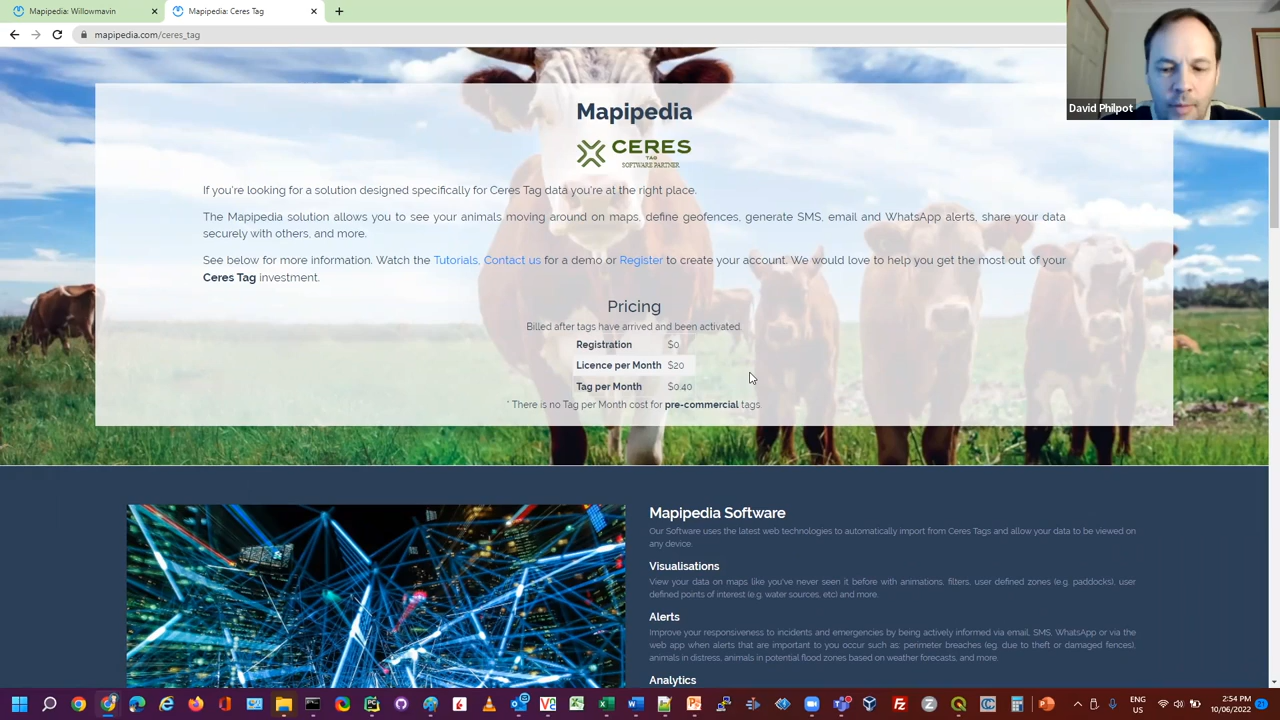 Mapipedia: Willowmavin
Mapipedia: Ceres Tag
mapipedia.com/ceres_tag
David Philpot
Mapipedia
CERES
TAG
SOFTWARE PARTNER
If you're looking for a solution designed specifically for Ceres Tag data you're at the right place.
The Mapipedia solution allows you to see your animals moving around on maps, define geofences, generate SMS, email and WhatsApp alerts, share your data
securely with others, and more.
See below for more information. Watch the Tutorials, Contact us for a demo or Register to create your account. We would love to help you get the most out of your
Ceres Tag investment.
Pricing
Billed after tags have arrived and been activated.
Registration $0
Licence per Month $20
Tag per Month $0.40
* There is no Tag per Month cost for pre-commercial tags.
Mapipedia Software
Our Software uses the latest web technologies to automatically import from Ceres Tags and allow your data to be viewed on
any device.
Visualisations
View your data on maps like you've never seen it before with animations, filters, user defined zones (e.g. paddocks), user
defined points of interest (e.g. water sources, etc) and more.
Alerts
Improve your responsiveness to incidents and emergencies by being actively informed via email, SMS, WhatsApp or via the
web app when alerts that are important to you occur such as: perimeter breaches (eg. due to theft or damaged fences),
animals in distress, animals in potential flood zones based on weather forecasts, and more.
Analytics
ENG
US
2:54 PM
10/06/2022
21